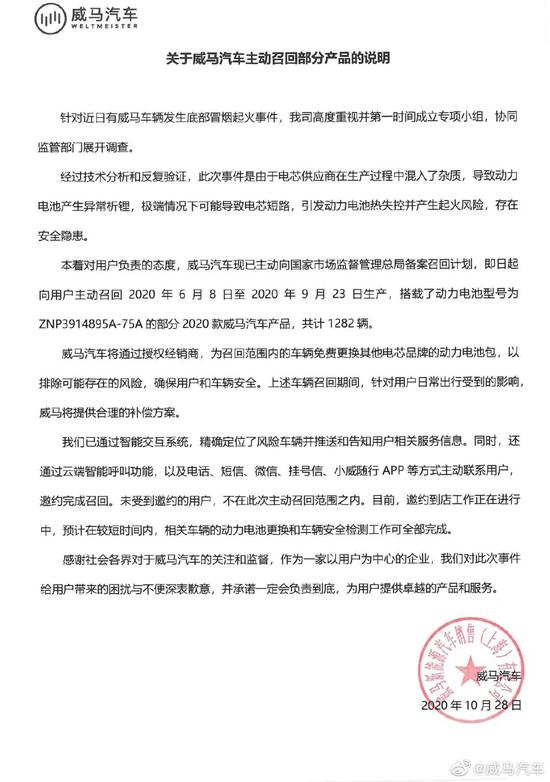 威马汽车
WELTMEISTER
关于威马汽车主动召回部分产品的说明
针对近日有威马车辆发生底部冒烟起火事件，我司高度重视并第一时间成立专项小组，协同
监管部门展开调查。
经过技术分析和反复验证，此次事件是由于电芯供应商在生产过程中混入了杂质，导致动力
电池产生异常析锂，极端情况下可能导致电芯短路，引发动力电池热失控并产生起火风险，存在
安全隐患。
本着对用户负责的态度，威马汽车现已主动向国家市场监督管理总局备案召回计划，即日起
向用户主动召回 2020 年 6 月 8 日至 2020 年 9 月 23 日生产，搭载了动力电池型号为
ZNP3914895A-75A 的部分 2020 款威马汽车产品，共计 1282 辆。
威马汽车将通过授权经销商，为召回范围内的车辆免费更换其他电芯品牌的动力电池包，以
排除可能存在的风险，确保用户和车辆安全。上述车辆召回期间，针对用户日常出行受到的影响，
威马将提供合理的补偿方案。
我们已通过智能交互系统，精确定位了风险车辆并推送和告知用户相关服务信息。同时，还
通过云端智能呼叫功能，以及电话、短信、微信、挂号信、小威随行 APP 等方式主动联系用户，
邀约完成召回。未受到邀约的用户，不在此次主动召回范围之内。目前，邀约到店工作正在进行
中，预计在较短时间内，相关车辆的动力电池更换和车辆安全检测工作可全部完成。
感谢社会各界对于威马汽车的关注和监督，作为一家以用户为中心的企业，我们对此次事件
给用户带来的困扰与不便深表歉意，并承诺一定会负责到底，为用户提供卓越的产品和服务。
威马新能源汽车销售（上海）有限公司
威马汽车
2020 年 10 月 28 日
@威马汽车